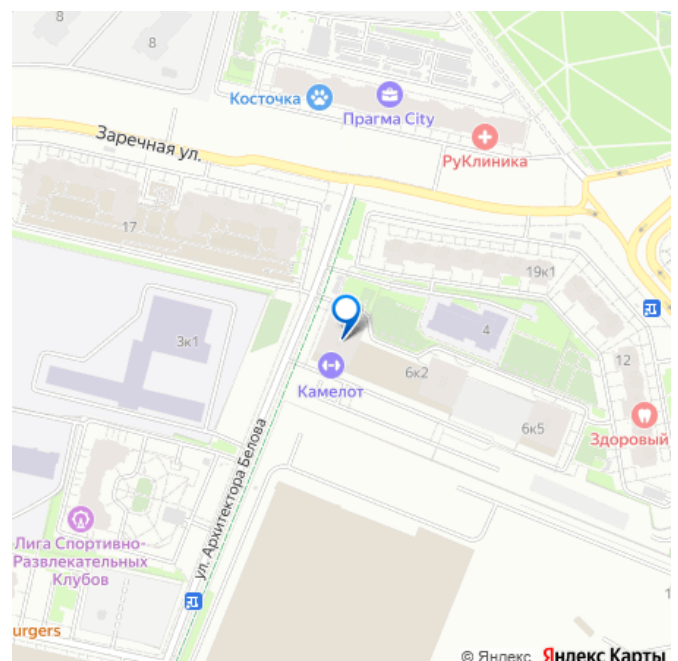 8
8
Косточка
Прагма City
РуКлиника
Заречная ул.
17
19к1
3к1
4
Камелот
6к2
12
6к5
Здоровый
ул. Архитектора Белова
Лига Спортивно-
Развлекательных
Клубов
urgers
1
© Яндекс Яндекс Карты